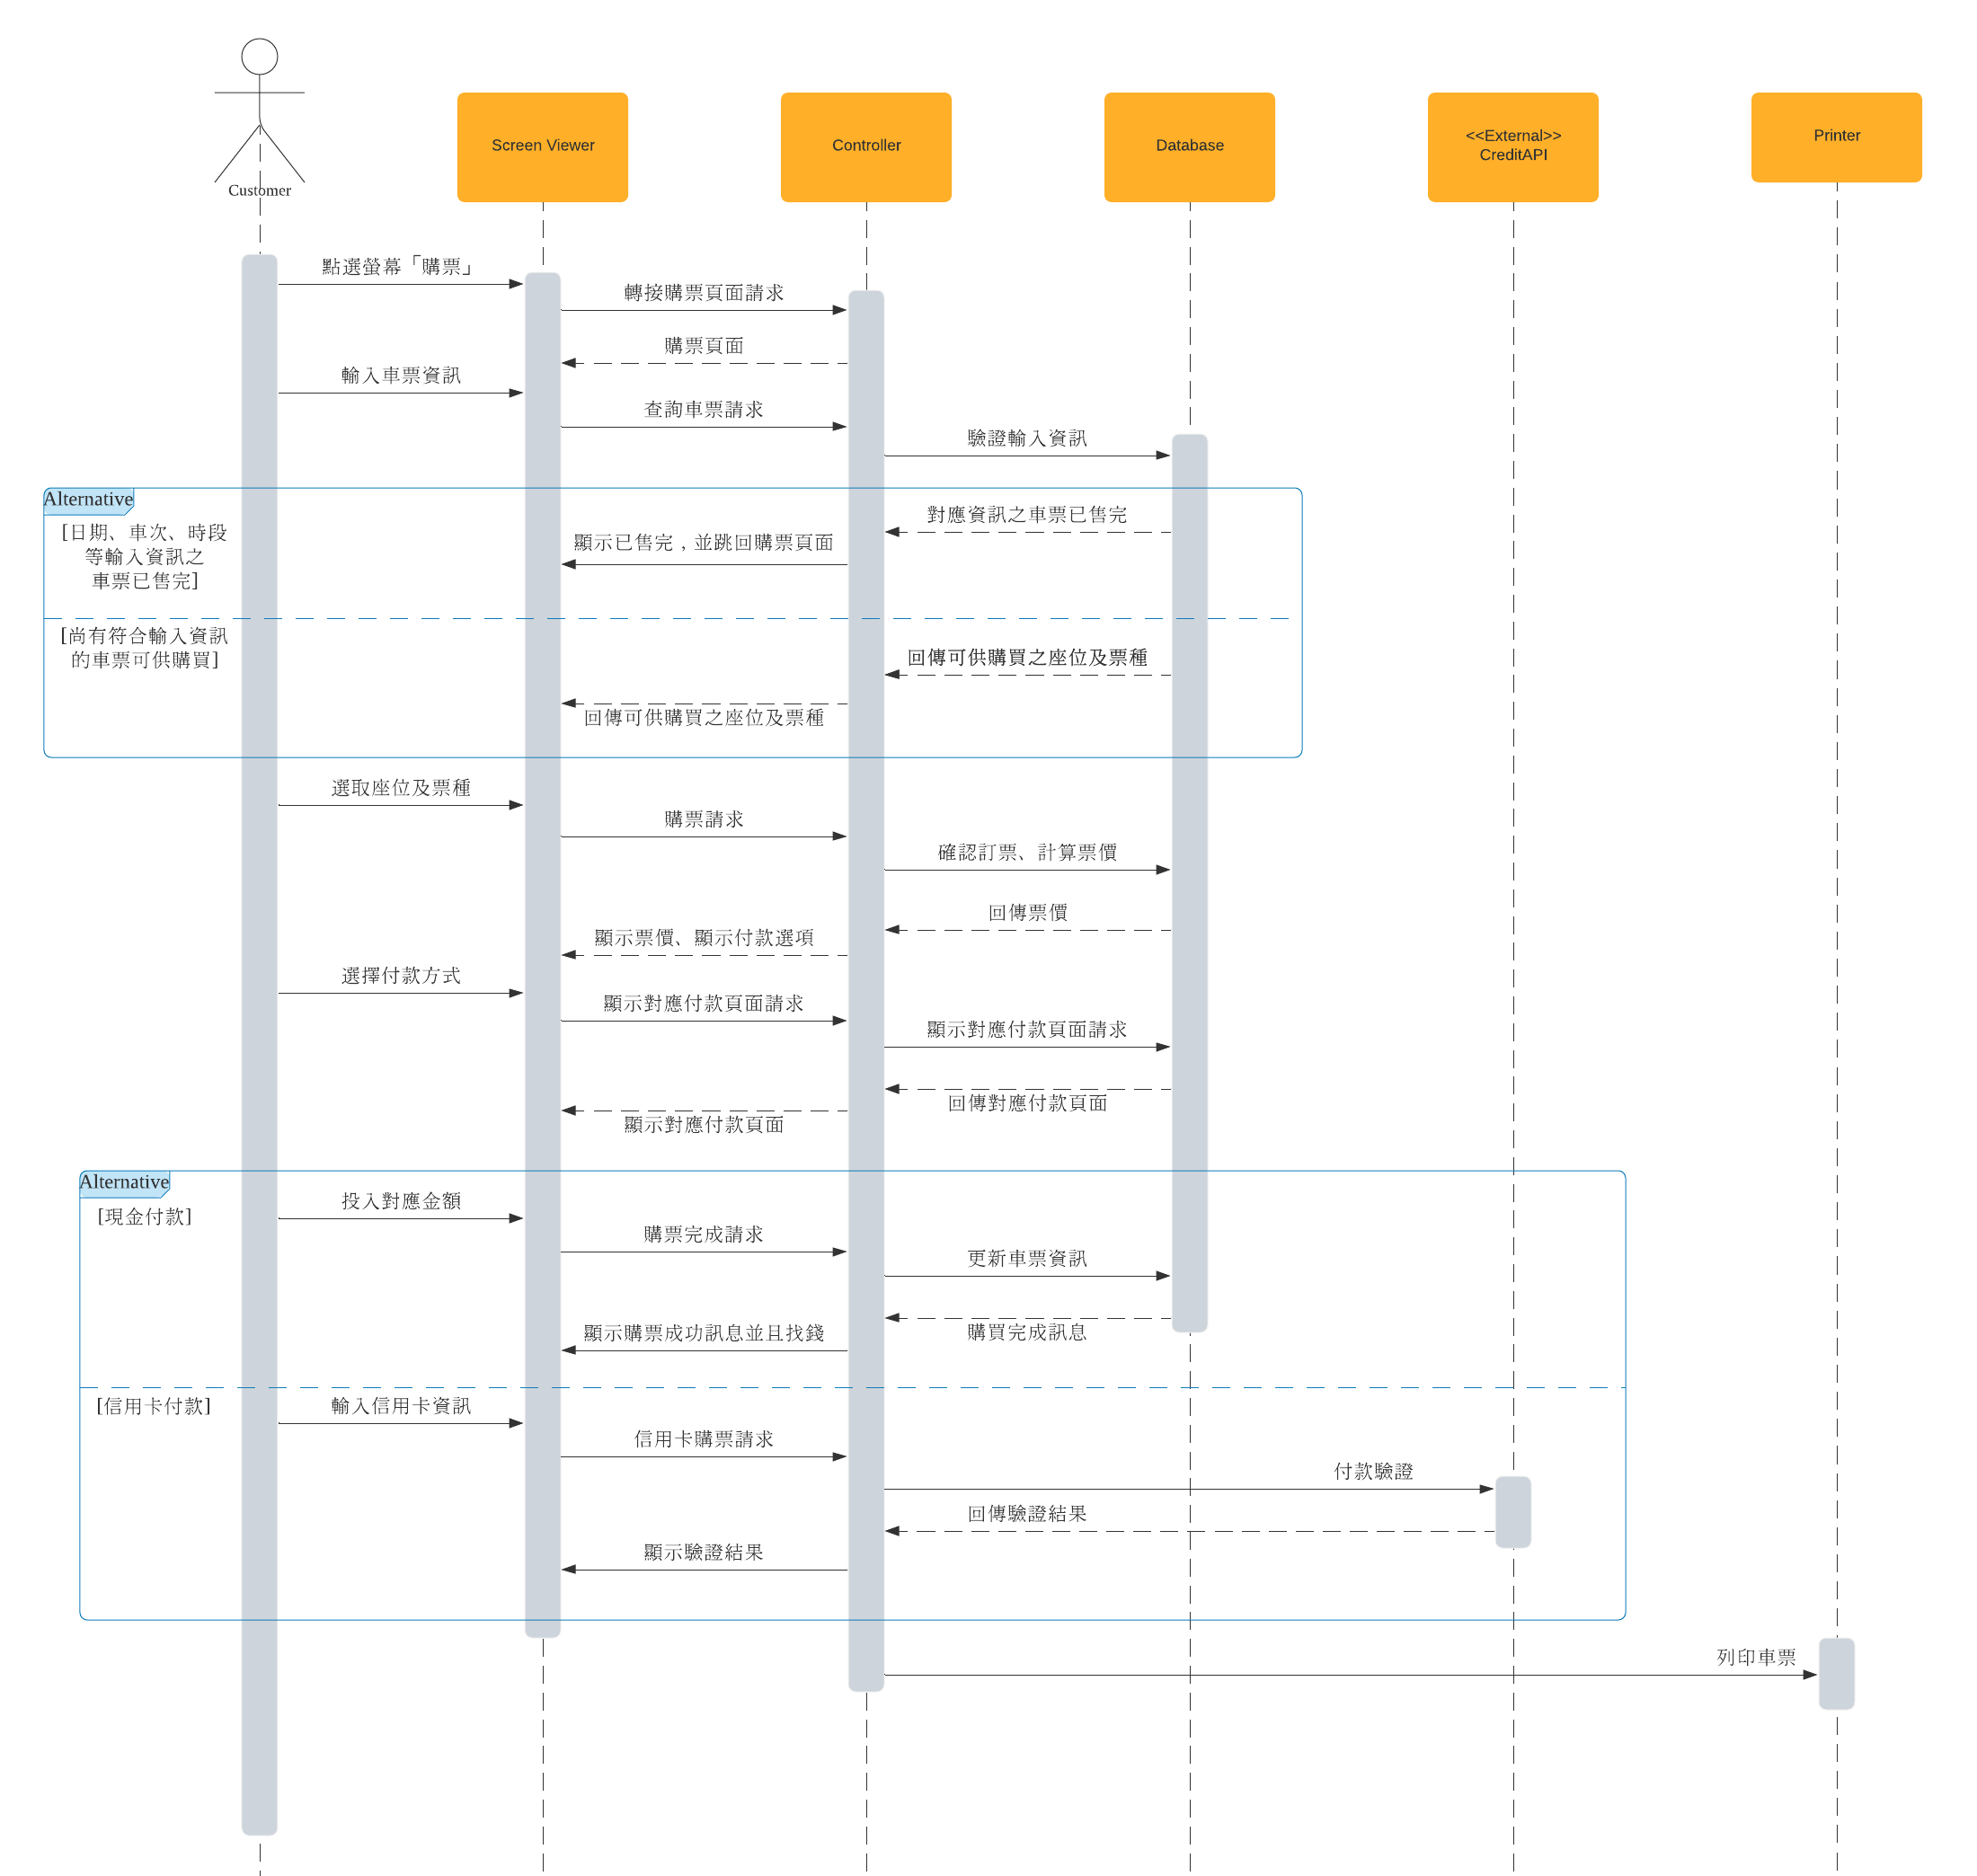 Customer
Screen Viewer
Controller
Database
<<External>>
CreditAPI
Printer
點選螢幕「購票」
轉接購票頁面請求
購票頁面
輸入車票資訊
查詢車票請求
驗證輸入資訊
Alternative
[日期、車次、時段
等輸入資訊之
車票已售完]
對應資訊之車票已售完
顯示已售完，並跳回購票頁面
[尚有符合輸入資訊
的車票可供購買]
回傳可供購買之座位及票種
回傳可供購買之座位及票種
選取座位及票種
購票請求
確認訂票、計算票價
回傳票價
顯示票價、顯示付款選項
選擇付款方式
顯示對應付款頁面請求
顯示對應付款頁面請求
回傳對應付款頁面
顯示對應付款頁面
Alternative
[現金付款]
投入對應金額
購票完成請求
更新車票資訊
購買完成訊息
顯示購票成功訊息並且找錢
[信用卡付款]
輸入信用卡資訊
信用卡購票請求
付款驗證
回傳驗證結果
顯示驗證結果
列印車票